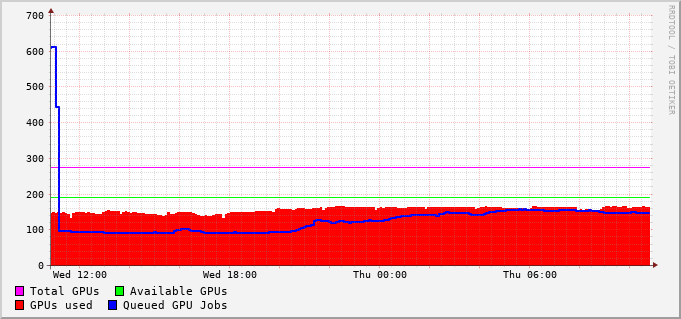 700
600
500
400
300
200
100
0
Wed 12:00 Wed 18:00 Thu 00:00 Thu 06:00
Total GPUs Available GPUs
GPUs used Queued GPU Jobs
RRDTOOL / TOBI OETIKER